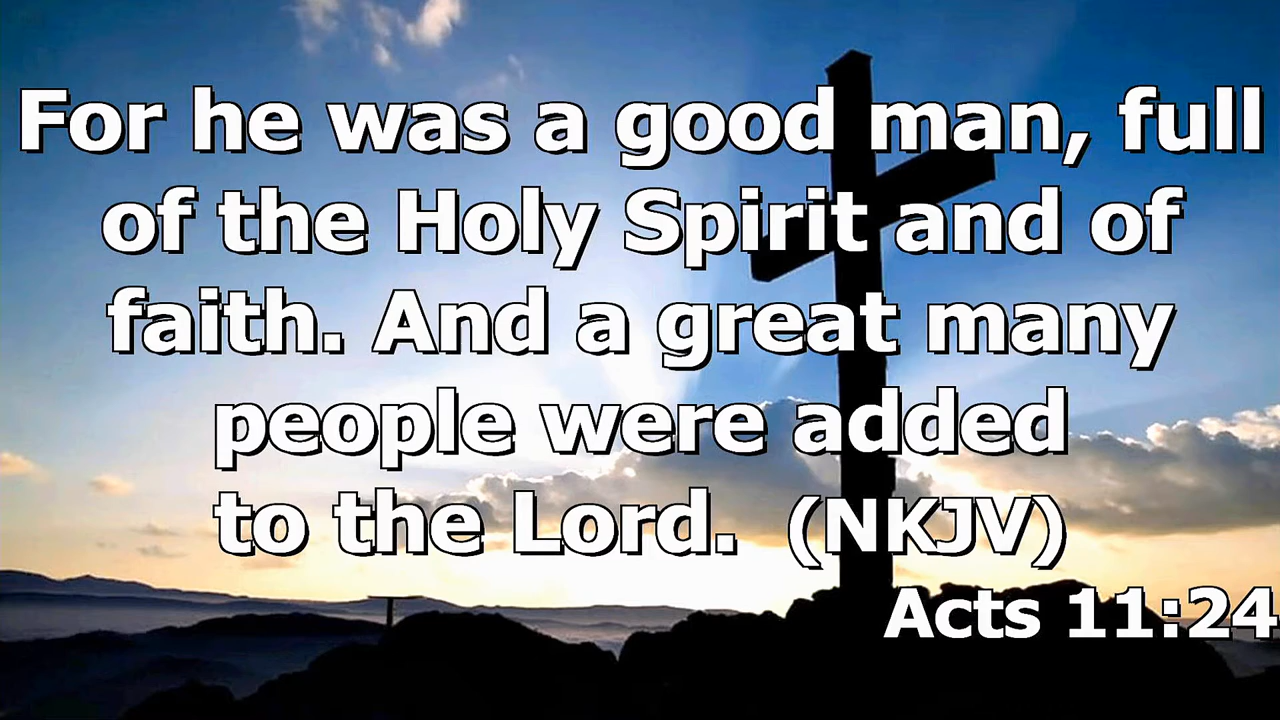 For he was a good man, full
of the Holy Spirit and of
faith. And a great many
people were added
to the Lord. (NKJV)
Acts 11:24